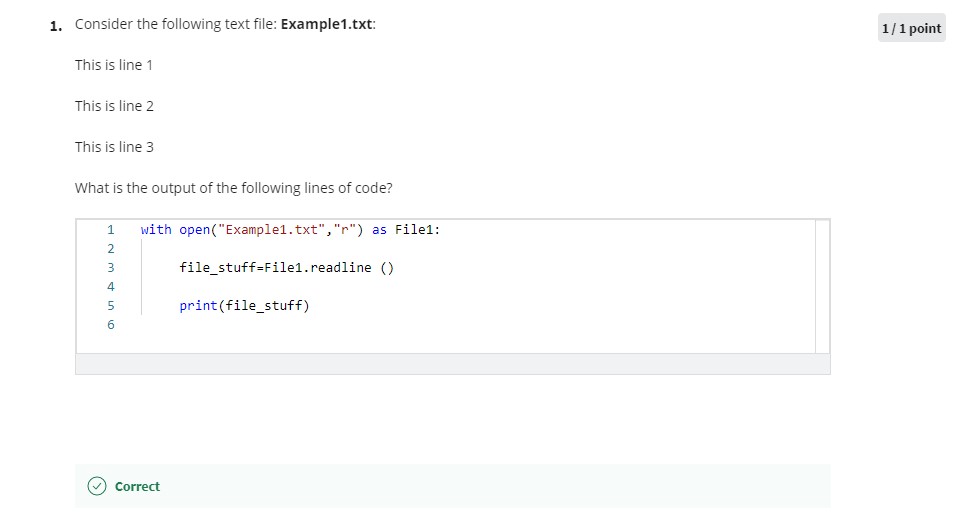 1. Consider the following text file: Example1.txt:
1 / 1 point
This is line 1
This is line 2
This is line 3
What is the output of the following lines of code?
1 with open("Example1.txt","r") as File1:
2
3 file_stuff=File1.readline ()
4
5 print(file_stuff)
6
Correct